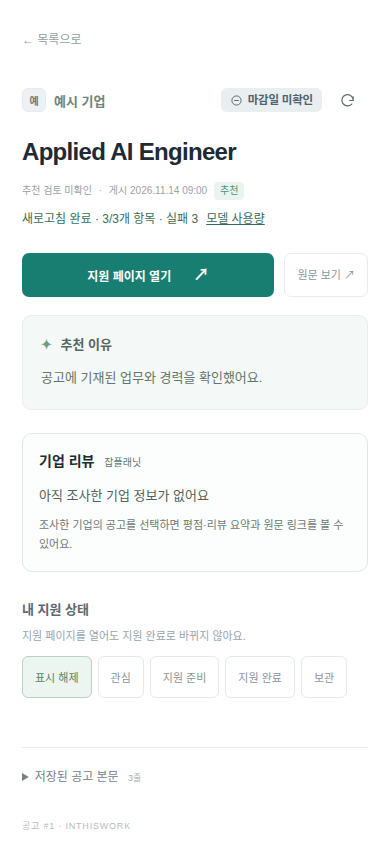 ← 목록으로
예 예시 기업 마감일 미확인
Applied AI Engineer
추천 검토 미확인 · 게시 2026.11.14 09:00 추천
새로고침 완료 · 3/3개 항목 · 실패 3 모델 사용량
지원 페이지 열기 ↗ 원문 보기 ↗
✦ 추천 이유
공고에 기재된 업무와 경력을 확인했어요.
기업 리뷰 잡플래닛
아직 조사한 기업 정보가 없어요
조사한 기업의 공고를 선택하면 평점·리뷰 요약과 원문 링크를 볼 수
있어요.
내 지원 상태
지원 페이지를 열어도 지원 완료로 바뀌지 않아요.
표시 해제 관심 지원 준비 지원 완료 보관
▶ 저장된 공고 본문 3줄
공고 #1 · INTHISWORK